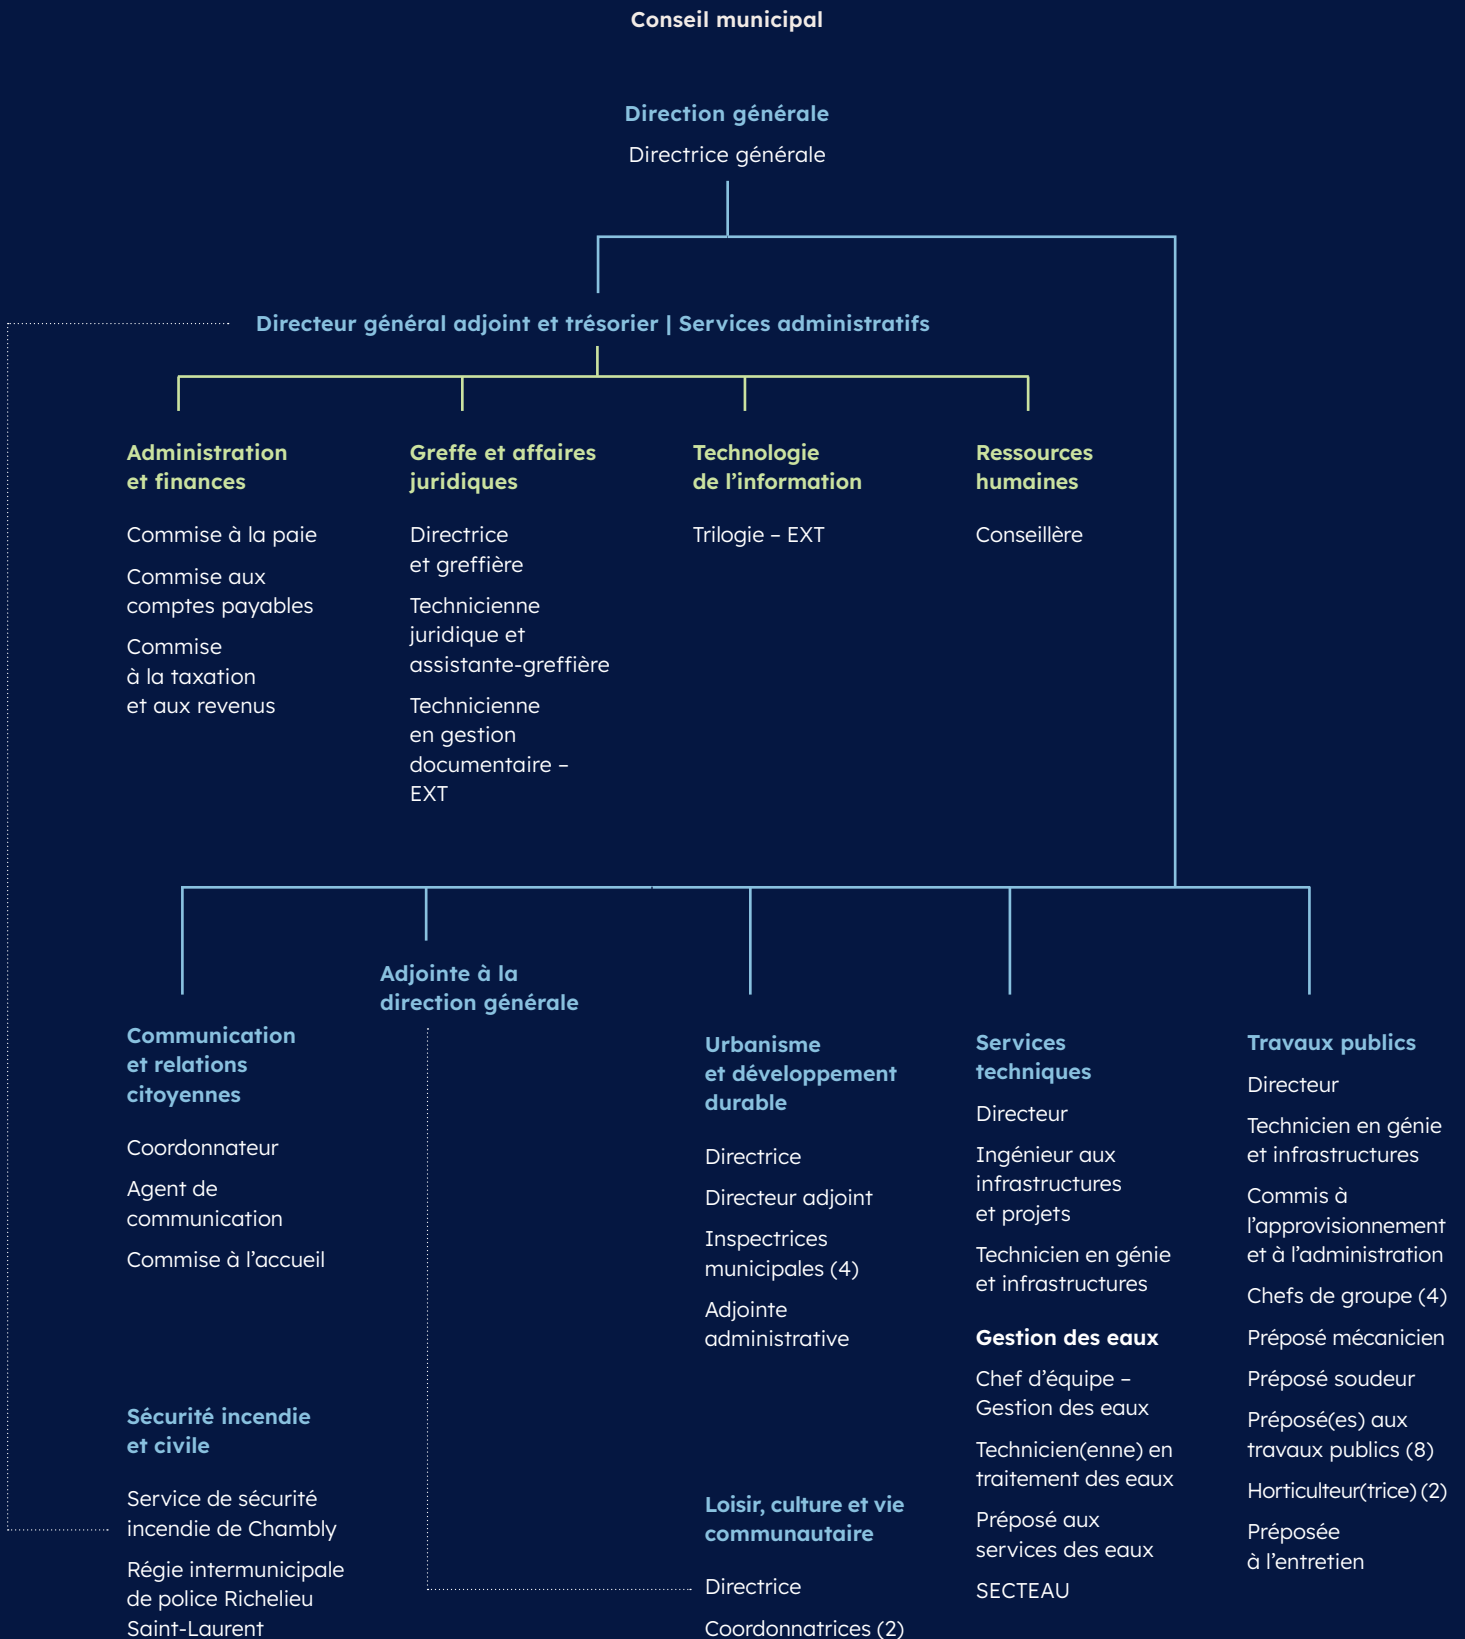 Conseil municipal
Direction générale
Directrice générale
Directeur général adjoint et trésorier | Services administratifs
Administration
et finances
Commise à la paie
Commise aux
comptes payables
Commise
à la taxation
et aux revenus
Greffe et affaires
juridiques
Directrice
et greffière
Technicienne
juridique et
assistante-greffière
Technicienne
en gestion
documentaire –
EXT
Technologie
de l’information
Trilogie – EXT
Ressources
humaines
Conseillère
Adjointe à la
direction générale
Communication
et relations
citoyennes
Coordonnateur
Agent de
communication
Commise à l’accueil
Sécurité incendie
et civile
Service de sécurité
incendie de Chambly
Régie intermunicipale
de police Richelieu
Saint-Laurent
Urbanisme
et développement
durable
Directrice
Directeur adjoint
Inspectrices
municipales (4)
Adjointe
administrative
Loisir, culture et vie
communautaire
Directrice
Coordonnatrices (2)
Services
techniques
Directeur
Ingénieur aux
infrastructures
et projets
Technicien en génie
et infrastructures
Gestion des eaux
Chef d’équipe –
Gestion des eaux
Technicien(enne) en
traitement des eaux
Préposé aux
services des eaux
SECTEAU
Travaux publics
Directeur
Technicien en génie
et infrastructures
Commis à
l’approvisionnement
et à l’administration
Chefs de groupe (4)
Préposé mécanicien
Préposé soudeur
Préposé(es) aux
travaux publics (8)
Horticulteur(trice) (2)
Préposée
à l’entretien